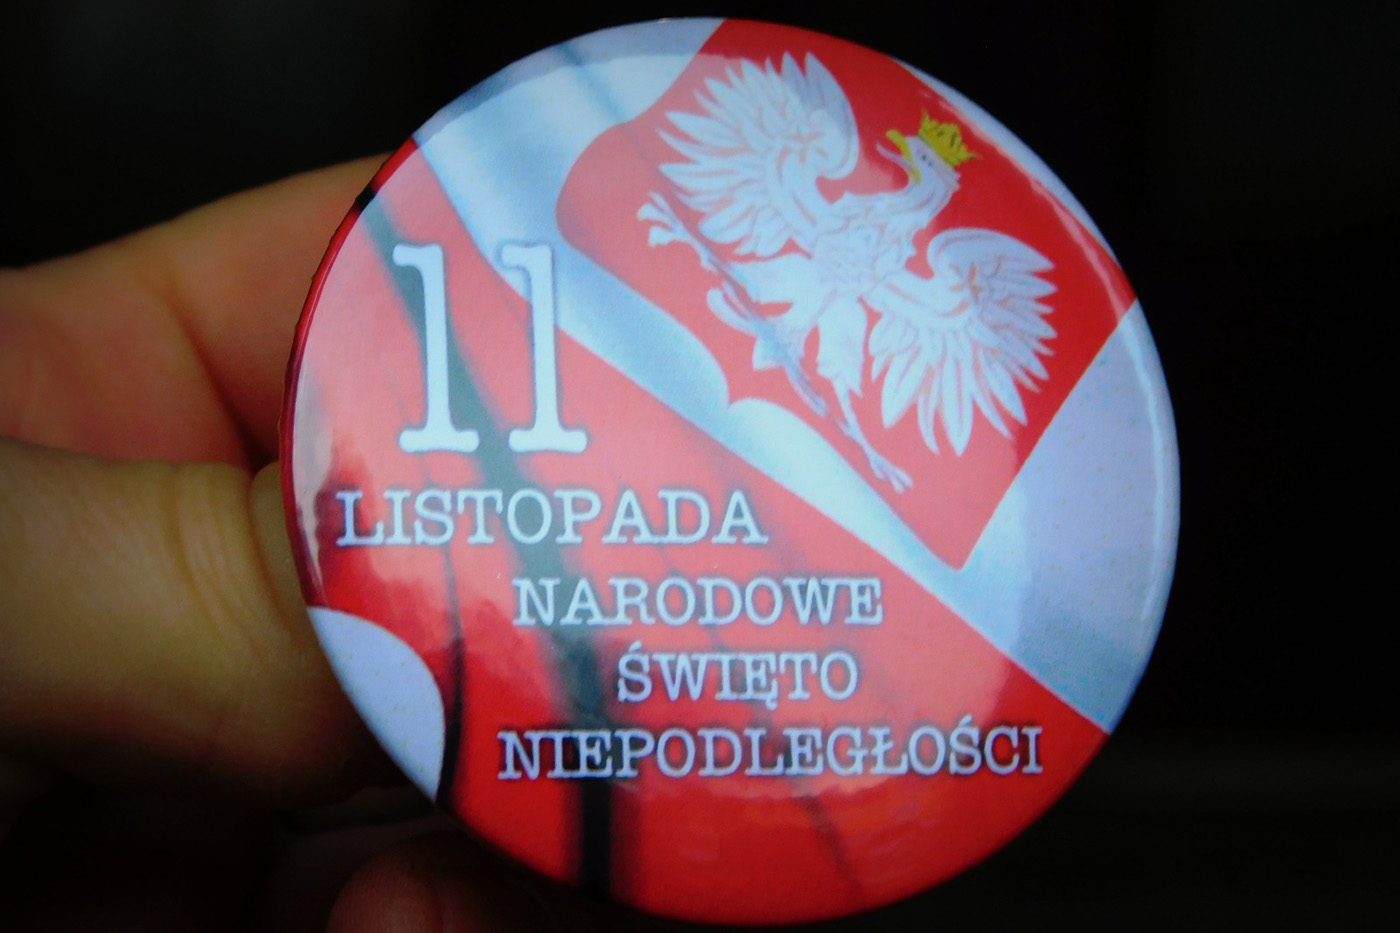 11
LISTOPADA
NARODOWE
ŚWIĘTO
NIEPODLEGŁOŚCI